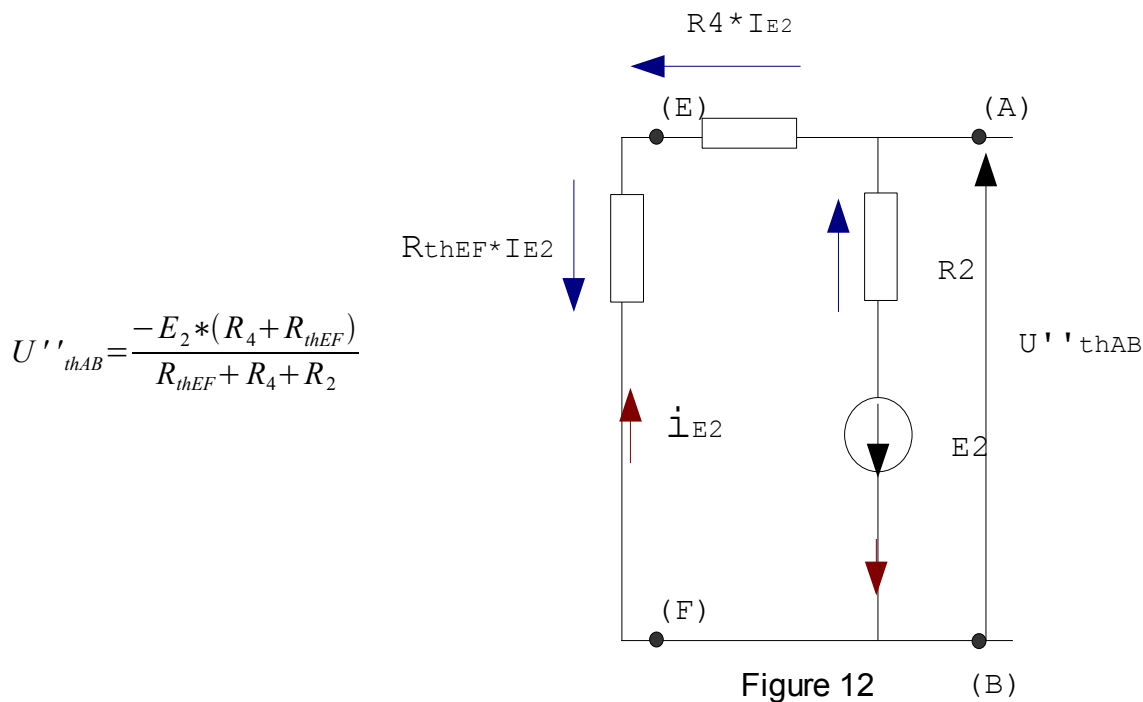 R4*IE2
(E)
(A)
RthEF*IE2
R2
U''thAB
U''thAB=-E2*(R4+RthEF)/RthEF+R4+R2
iE2
E2
(F)
Figure 12
(B)